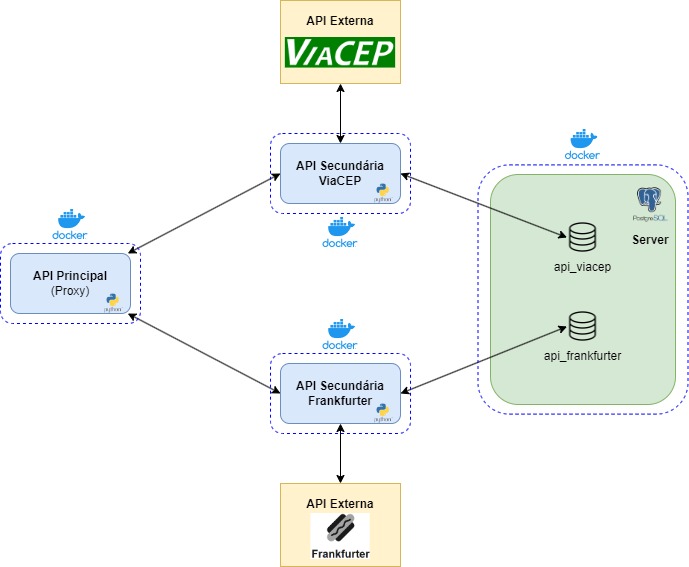 API Externa
VIACEP
API Secundária
ViaCEP
python
docker
docker
PostgreSQL
Server
api_viacep
docker
API Principal
(Proxy)
python
docker
API Secundária
Frankfurter
python
api_frankfurter
API Externa
Frankfurter